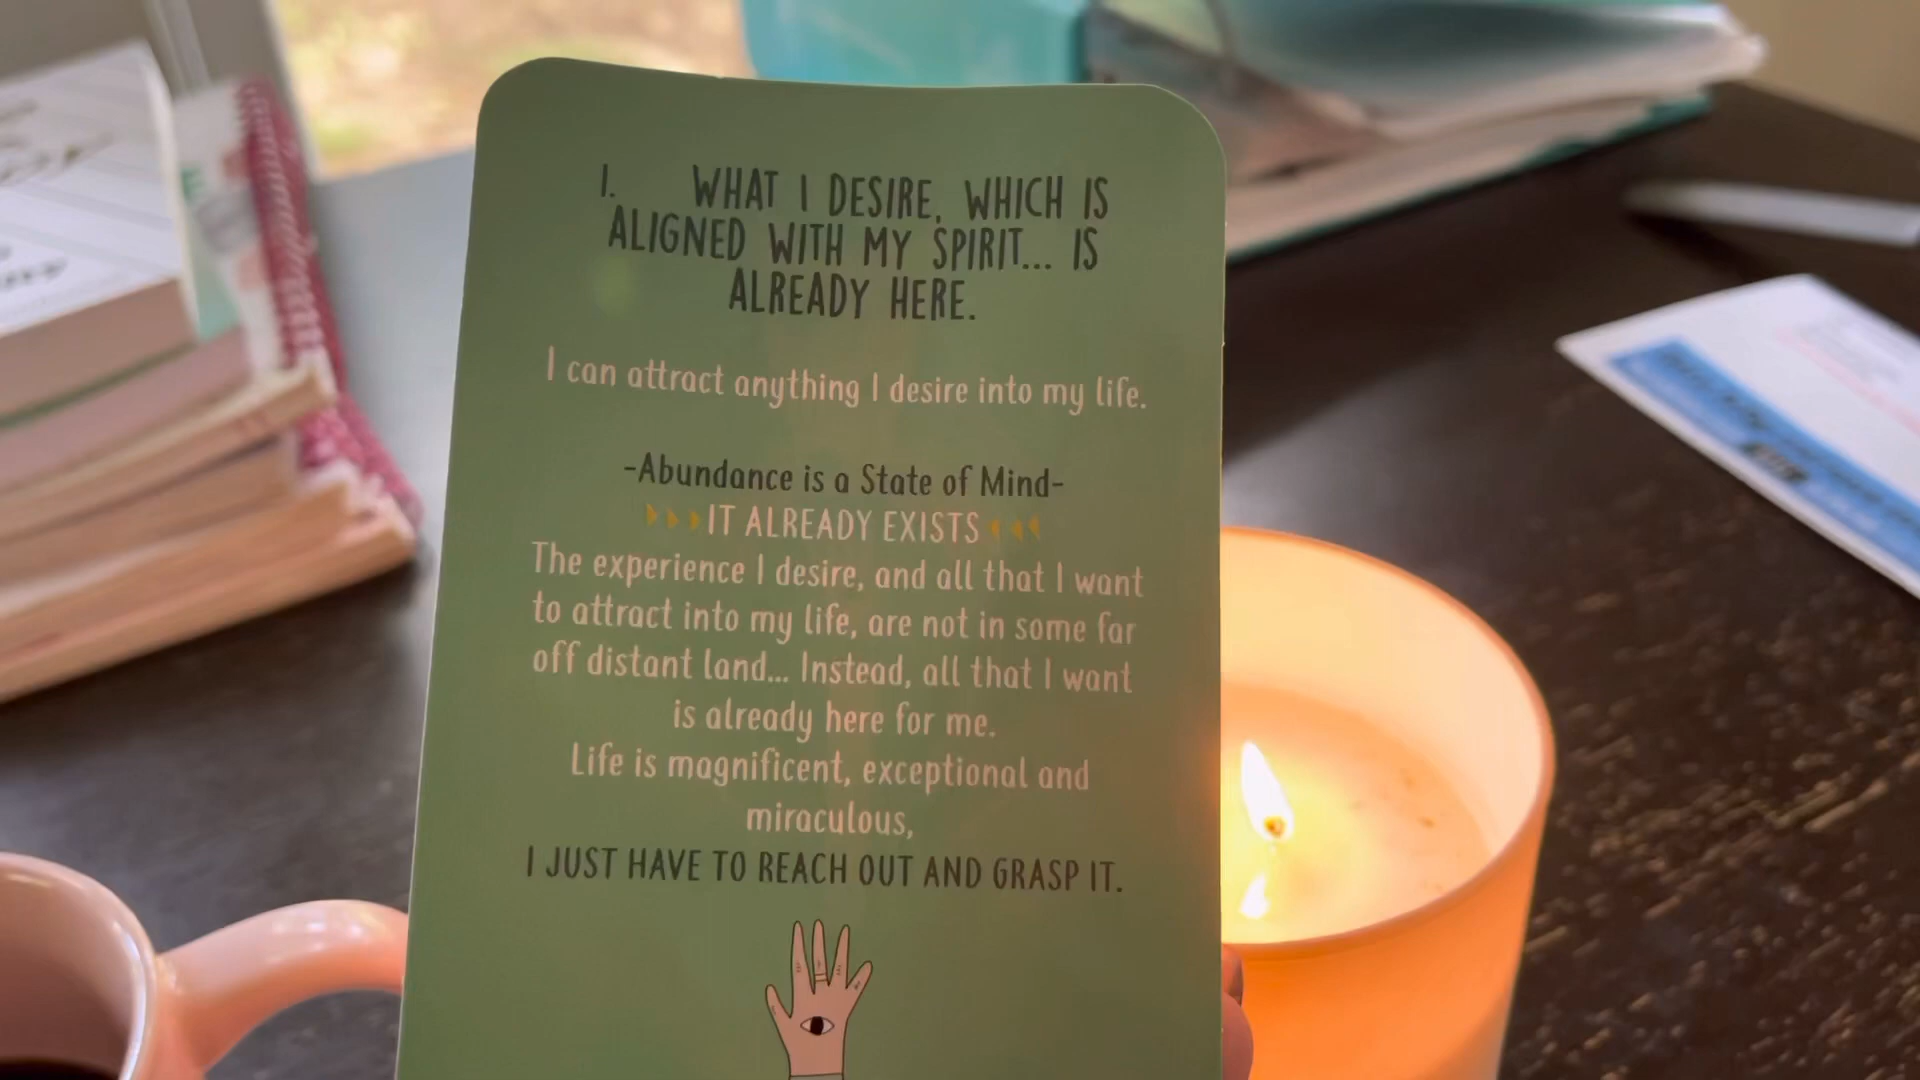 1. WHAT I DESIRE, WHICH IS
ALIGNED WITH MY SPIRIT... IS
ALREADY HERE.
I can attract anything I desire into my life.
-Abundance is a State of Mind-
IT ALREADY EXISTS
The experience I desire, and all that I want
to attract into my life, are not in some far
off distant land... Instead, all that I want
is already here for me.
Life is magnificent, exceptional and
miraculous,
I JUST HAVE TO REACH OUT AND GRASP IT.